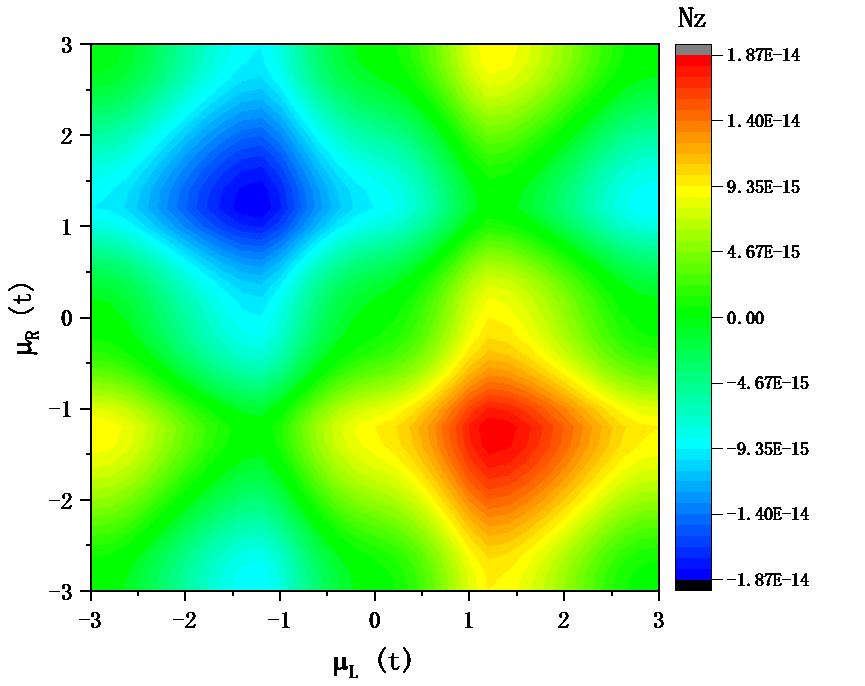 Nz
1.87E-14
1.40E-14
9.35E-15
4.67E-15
0.00
-4.67E-15
-9.35E-15
-1.40E-14
-1.87E-14
3
2
1
0
-1
-2
-3
μR (t)
-3 -2 -1 0 1 2 3
μL (t)